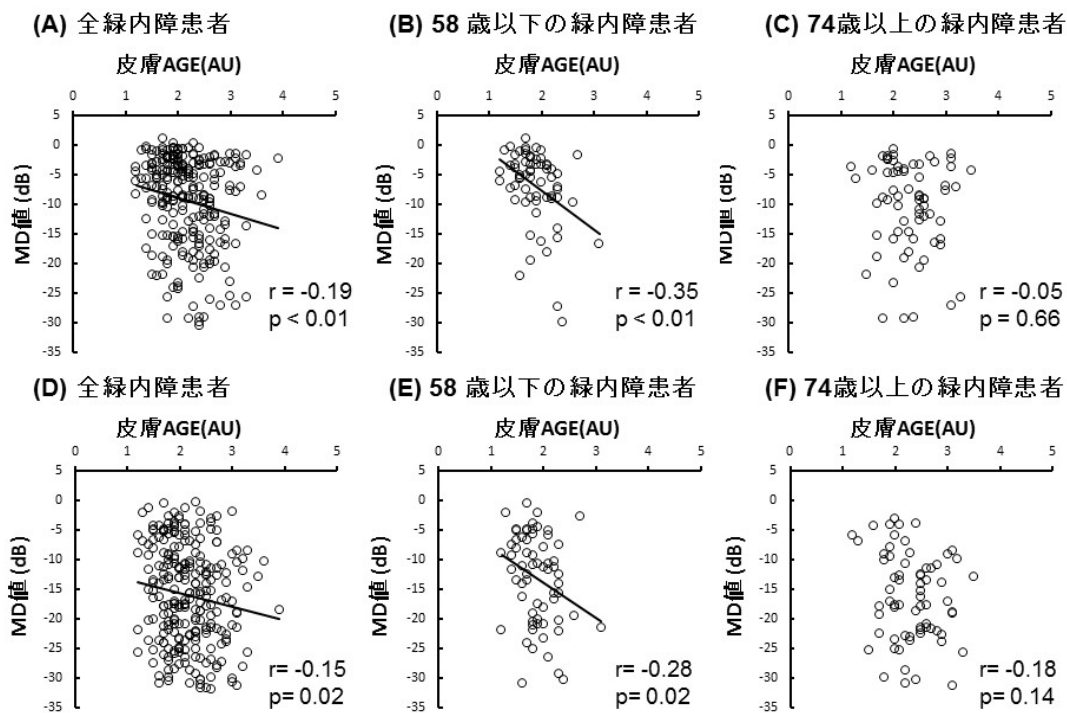 (A) 全緑内障患者
皮膚AGE(AU)
0 1 2 3 4 5
5
0
-5
-10
-15
-20
-25
-30
-35
MD値 (dB)
r = -0.19
p < 0.01
(B) 58 歳以下の緑内障患者
皮膚AGE(AU)
0 1 2 3 4 5
5
0
-5
-10
-15
-20
-25
-30
-35
MD値 (dB)
r = -0.35
p < 0.01
(C) 74歳以上の緑内障患者
皮膚AGE(AU)
0 1 2 3 4 5
5
0
-5
-10
-15
-20
-25
-30
-35
MD値 (dB)
r = -0.05
p = 0.66
(D) 全緑内障患者
皮膚AGE(AU)
0 1 2 3 4 5
5
0
-5
-10
-15
-20
-25
-30
-35
MD値 (dB)
r= -0.15
p= 0.02
(E) 58 歳以下の緑内障患者
皮膚AGE(AU)
0 1 2 3 4 5
5
0
-5
-10
-15
-20
-25
-30
-35
MD値 (dB)
r= -0.28
p= 0.02
(F) 74歳以上の緑内障患者
皮膚AGE(AU)
0 1 2 3 4 5
5
0
-5
-10
-15
-20
-25
-30
-35
MD値 (dB)
r= -0.18
p= 0.14